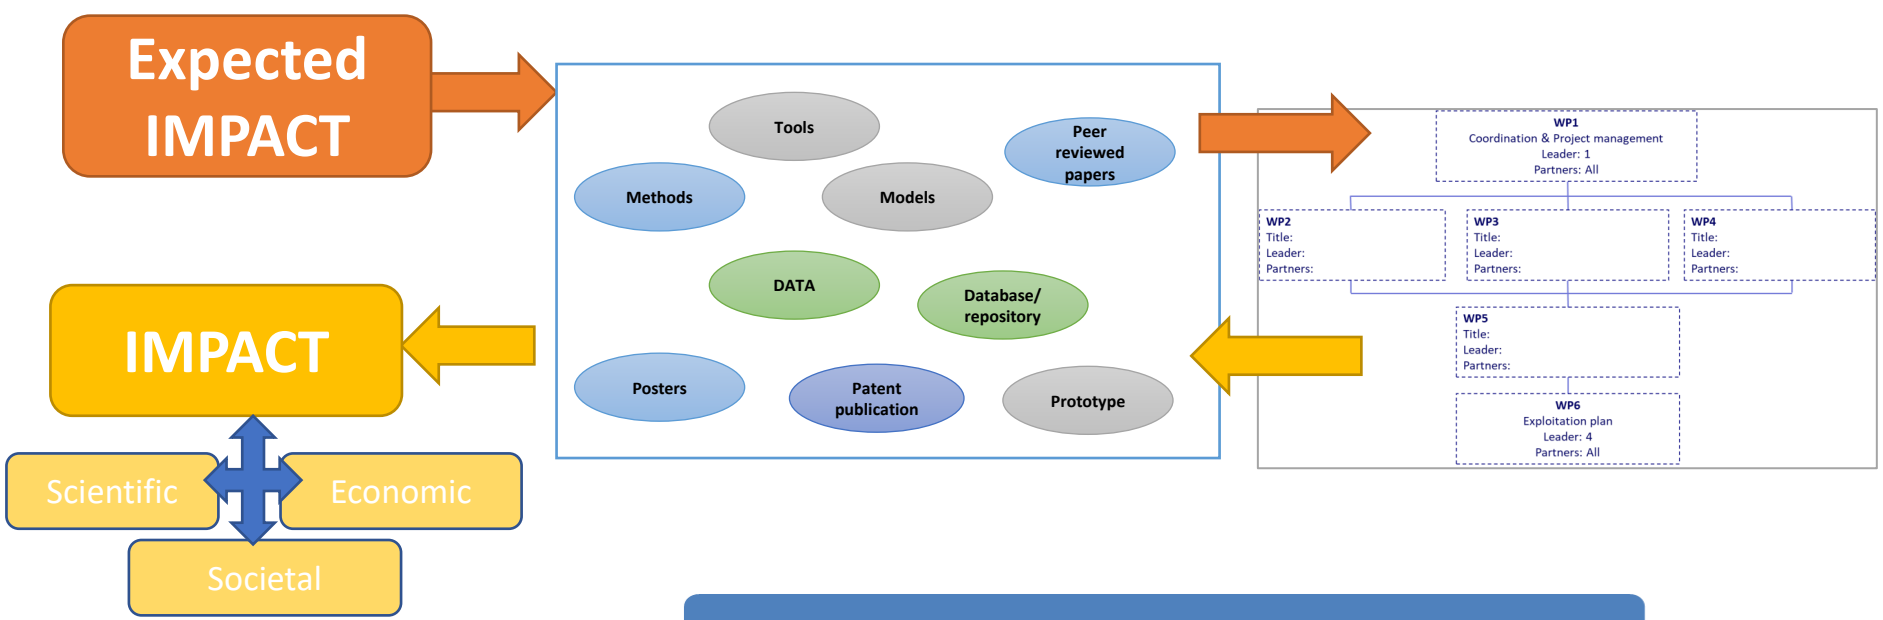 Expected
IMPACT
Tools
Peer
reviewed
papers
Methods
Models
DATA
Database/
repository
Posters
Patent
publication
Prototype
WP1
Coordination & Project management
Leader: 1
Partners: All
WP2
Title:
Leader:
Partners:
WP3
Title:
Leader:
Partners:
WP4
Title:
Leader:
Partners:
WP5
Title:
Leader:
Partners:
WP6
Exploitation plan
Leader: 4
Partners: All
IMPACT
Scientific
Economic
Societal